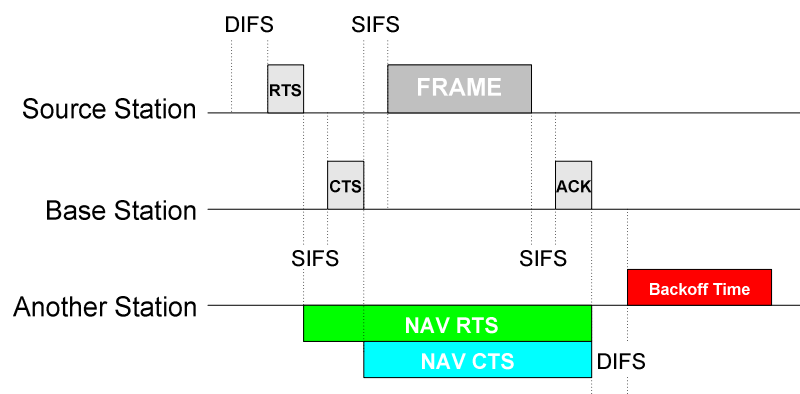 DIFS
SIFS
RTS
FRAME
Source Station
CTS
ACK
Base Station
SIFS
SIFS
Backoff Time
Another Station
NAV RTS
NAV CTS
DIFS